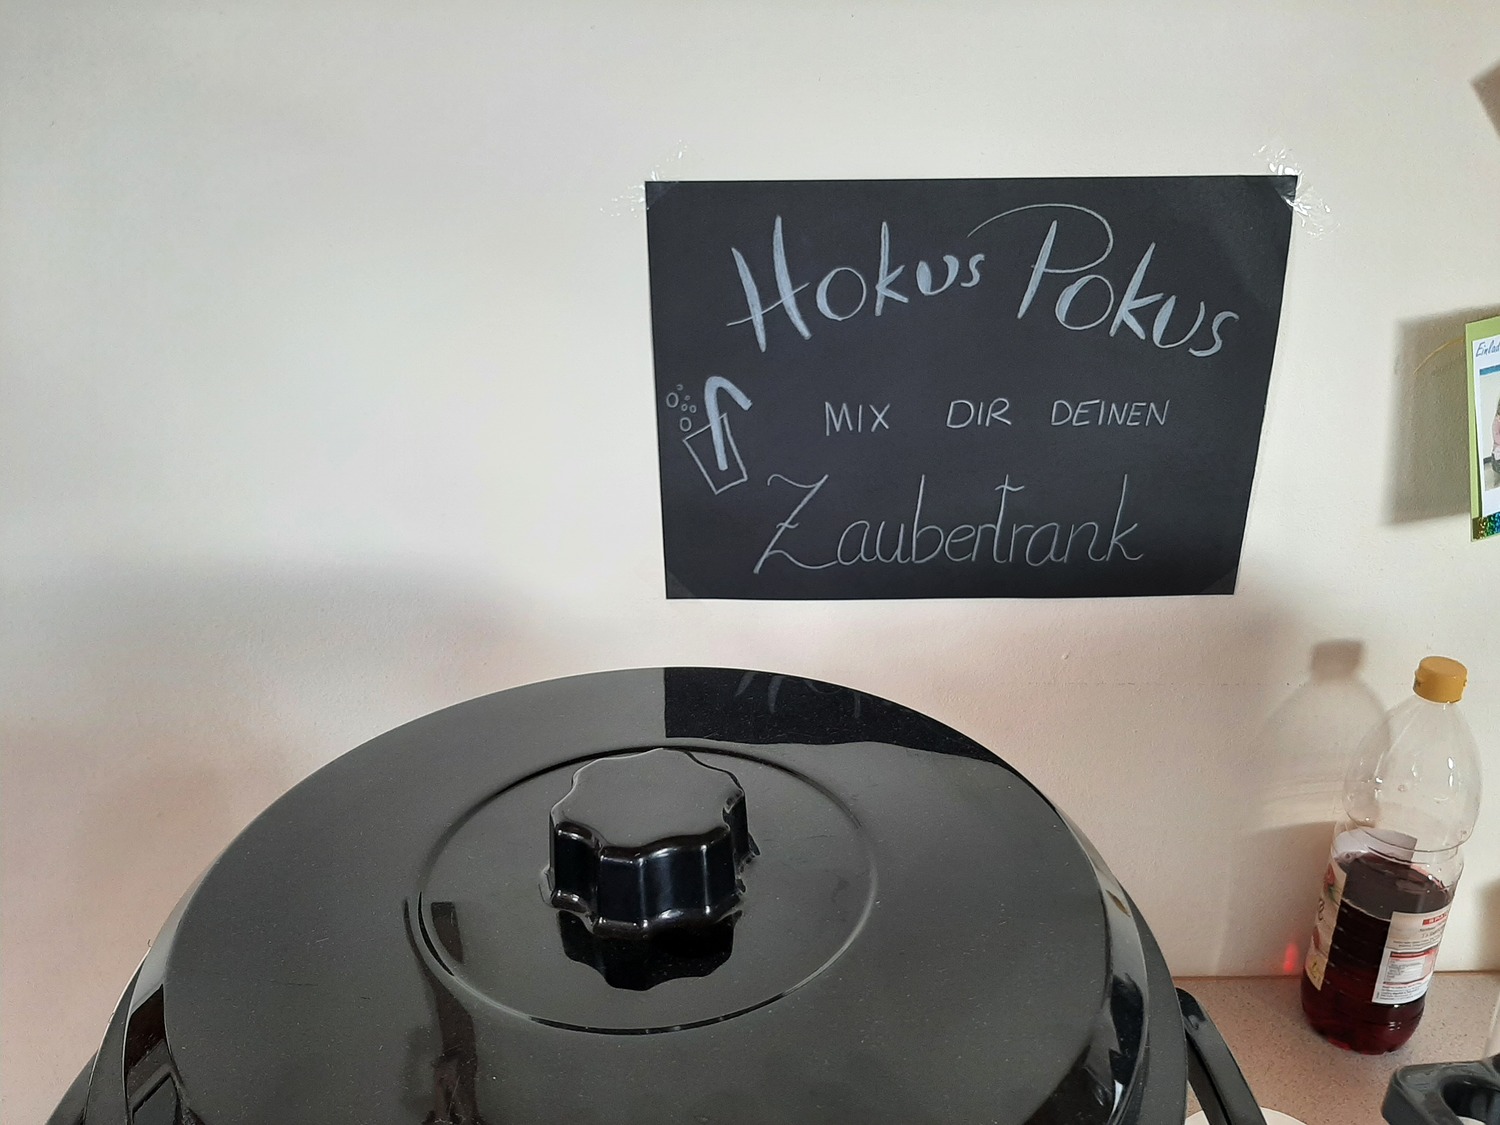 Hokus Pokus
MIX DIR DEINEN
Zaubertrank